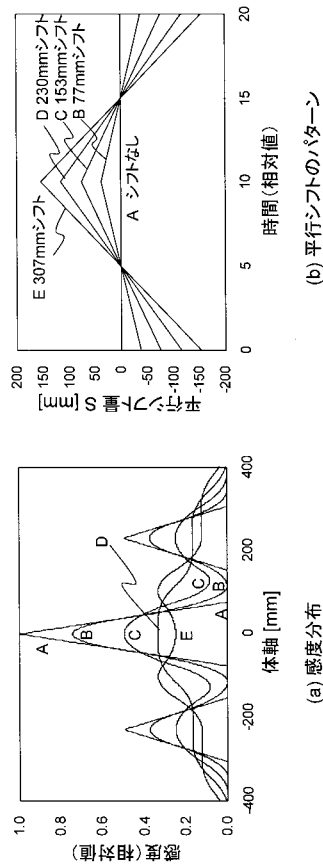 1.0
0.8
0.6
0.4
0.2
0.0
感度(相対値)
A
B
C
D
E
C
B
A
-400
-200
0
200
400
体軸 [mm]
(a) 感度分布
200
150
100
50
0
-50
-100
-150
-200
平行シフト量 S [mm]
E 307mmシフト
D 230mmシフト
C 153mmシフト
B 77mmシフト
A シフトなし
0
5
10
15
20
時間(相対値)
(b) 平行シフトのパターン